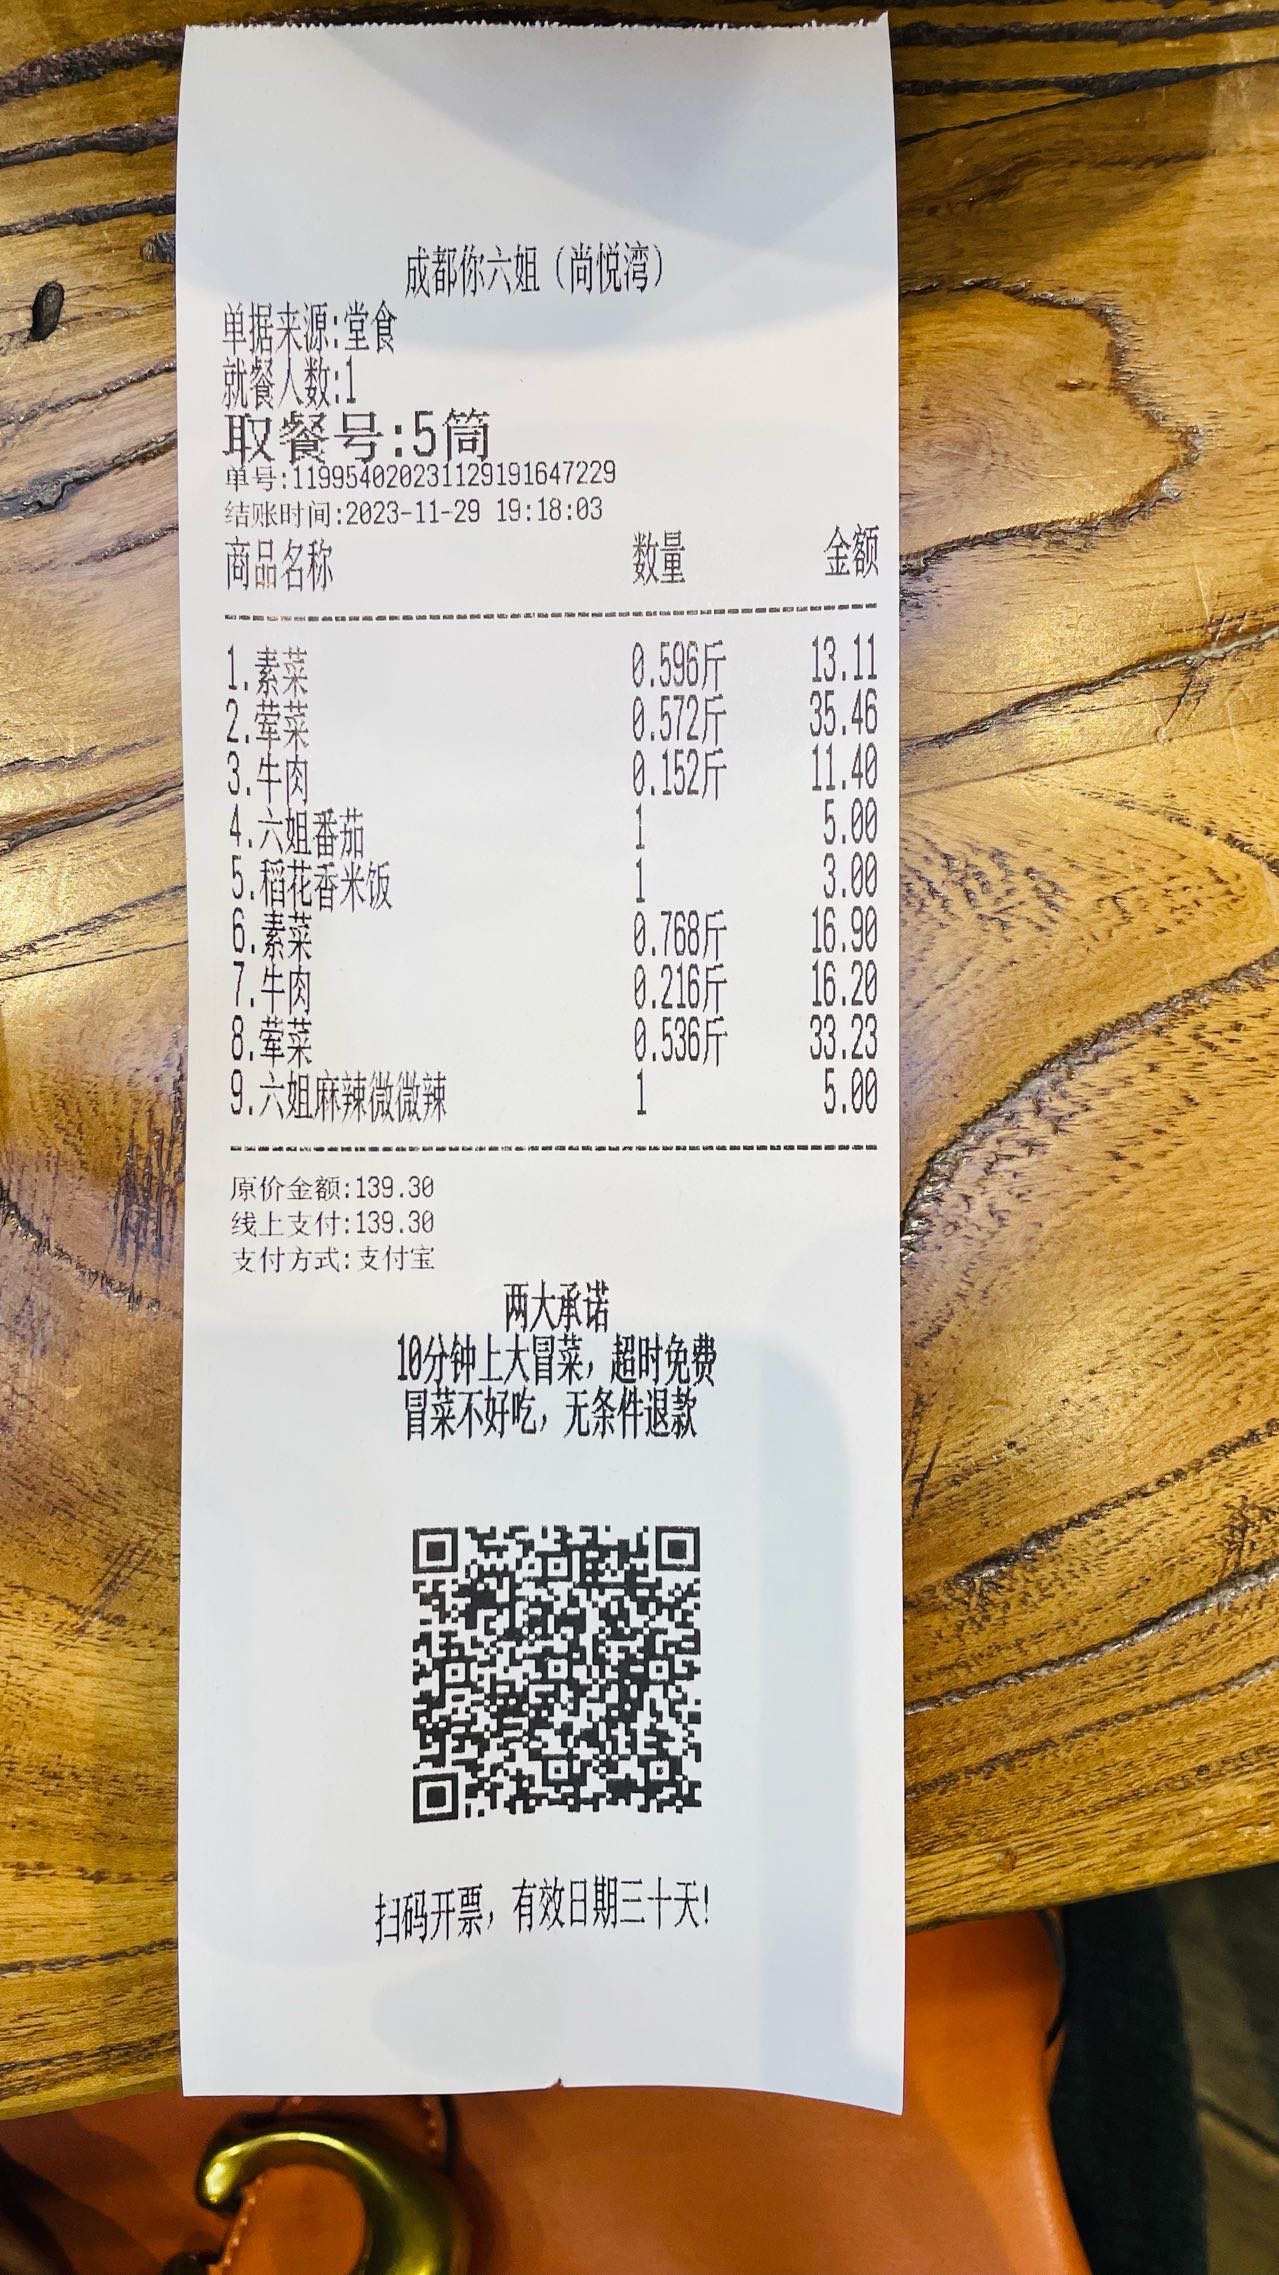 成都你六姐（尚悦湾）
单据来源:堂食
就餐人数:1
取餐号:5筒
单号:119954020231129191647229
结账时间:2023-11-29 19:18:03
商品名称 数量 金额
1.素菜 0.596斤 13.11
2.荤菜 0.572斤 35.46
3.牛肉 0.152斤 11.40
4.六姐番茄 1 5.00
5.稻花香米饭 1 3.00
6.素菜 0.768斤 16.90
7.牛肉 0.216斤 16.20
8.荤菜 0.536斤 33.23
9.六姐麻辣微微辣 1 5.00
原价金额:139.30
线上支付:139.30
支付方式:支付宝
两大承诺
10分钟上大冒菜，超时免费
冒菜不好吃，无条件退款
扫码开票，有效日期三十天!